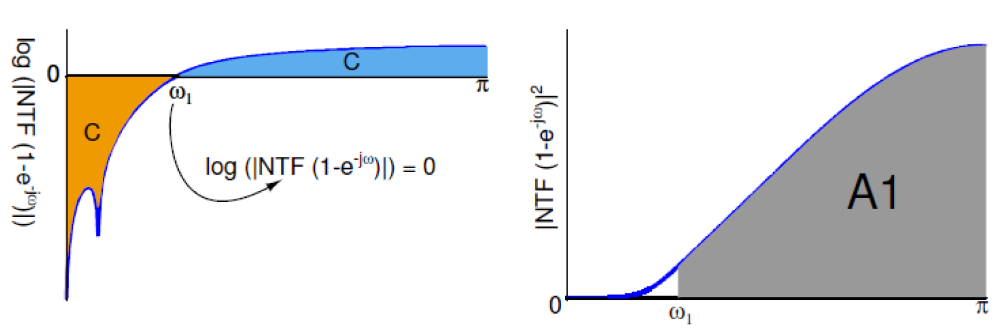 log (|NTF (1-e^-jω)|)
0
C
C
ω₁
π
log (|NTF (1-e^-jω)|) = 0
|NTF (1-e^-jω)|²
A1
0
ω₁
π